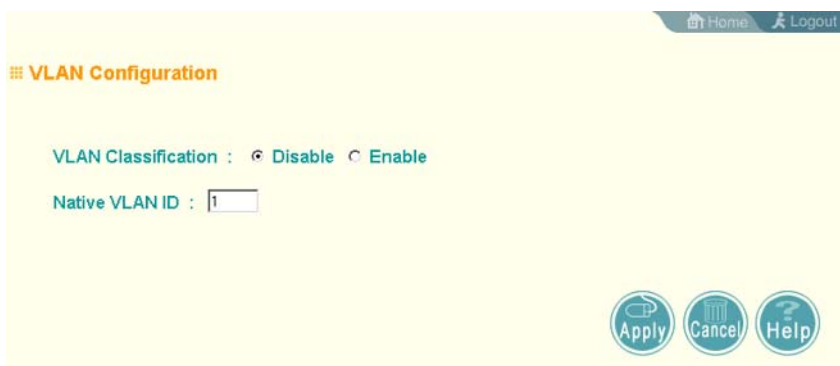 Home Logout
VLAN Configuration
VLAN Classification : Disable Enable
Native VLAN ID : 1
Apply Cancel Help